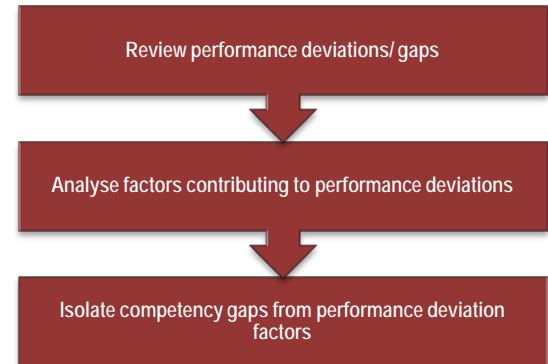 Review performance deviations/ gaps
Analyse factors contributing to performance deviations
Isolate competency gaps from performance deviation
factors